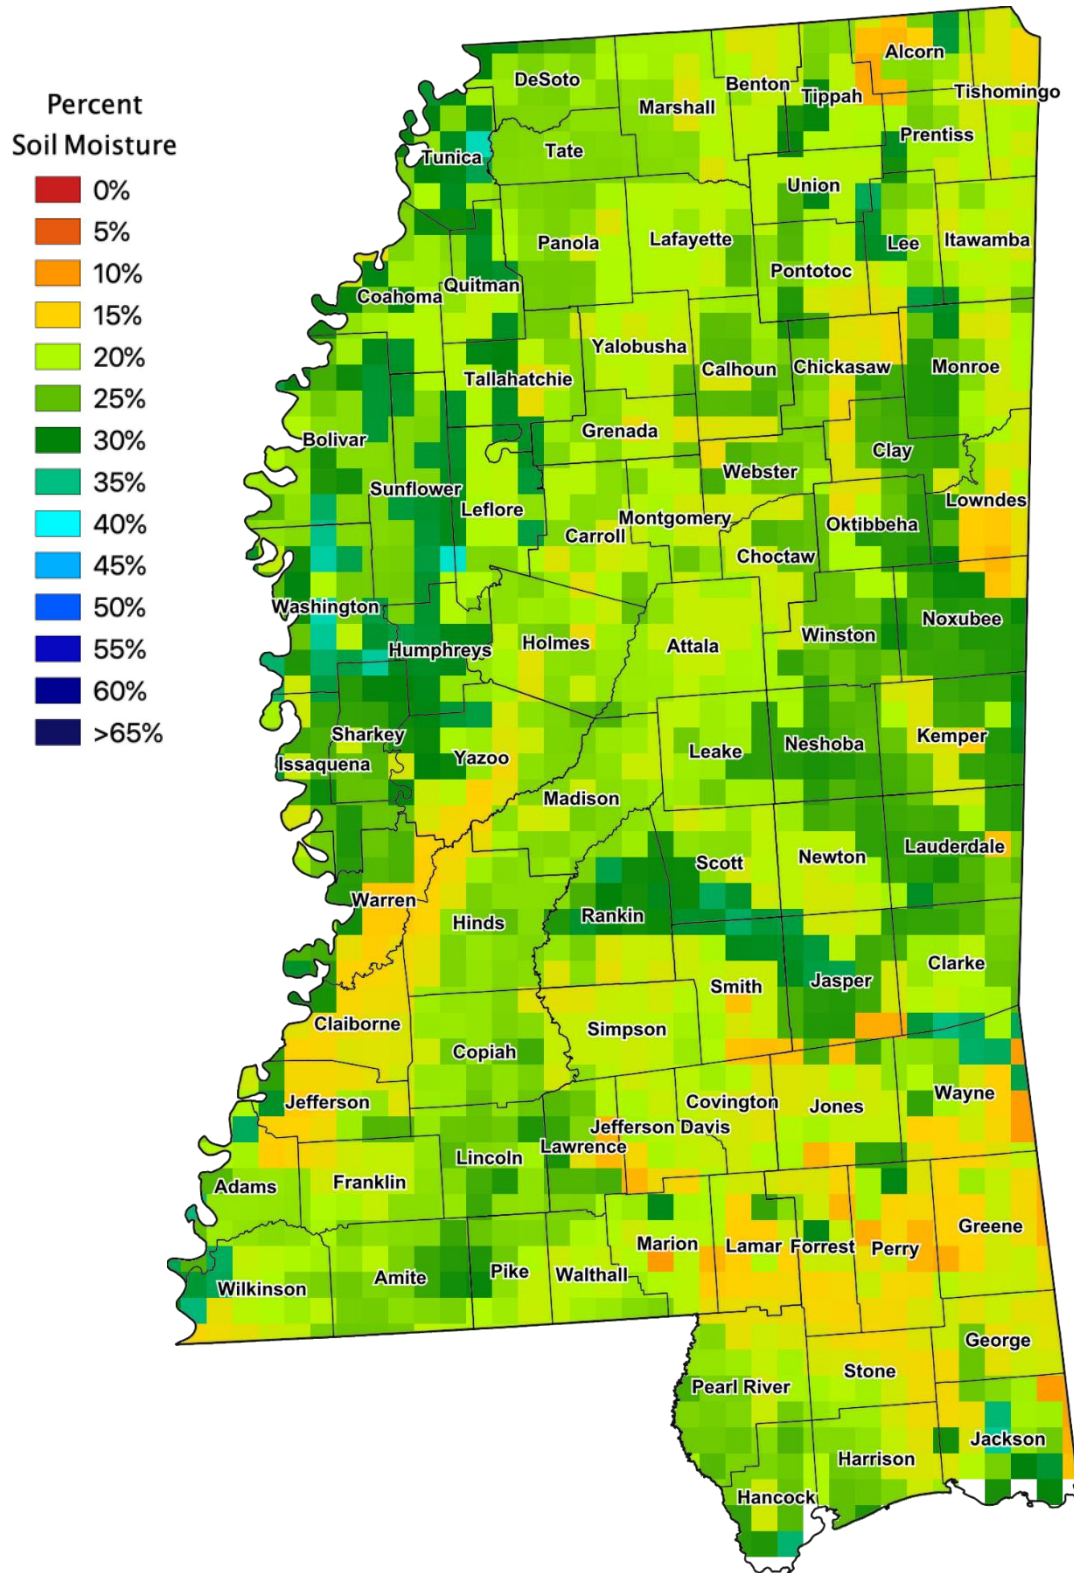 Percent
Soil Moisture
0%
5%
10%
15%
20%
25%
30%
35%
40%
45%
50%
55%
60%
>65%
Alcorn
DeSoto
Benton
Tippah
Tishomingo
Marshall
Prentiss
Tunica
Tate
Union
Panola
Lafayette
Lee
Itawamba
Pontotoc
Quitman
Coahoma
Yalobusha
Calhoun
Chickasaw
Monroe
Tallahatchie
Grenada
Bolivar
Clay
Webster
Sunflower
Leflore
Lowndes
Montgomery
Oktibbeha
Carroll
Choctaw
Washington
Noxubee
Winston
Humphreys
Holmes
Attala
Sharkey
Kemper
Neshoba
Leake
Yazoo
Issaquena
Madison
Lauderdale
Newton
Scott
Warren
Rankin
Hinds
Clarke
Jasper
Smith
Claiborne
Simpson
Copiah
Wayne
Jefferson
Covington
Jones
Jefferson Davis
Lawrence
Lincoln
Franklin
Adams
Greene
Marion
Lamar
Forrest
Perry
Pike
Walthall
Amite
Wilkinson
George
Stone
Pearl River
Jackson
Harrison
Hancock